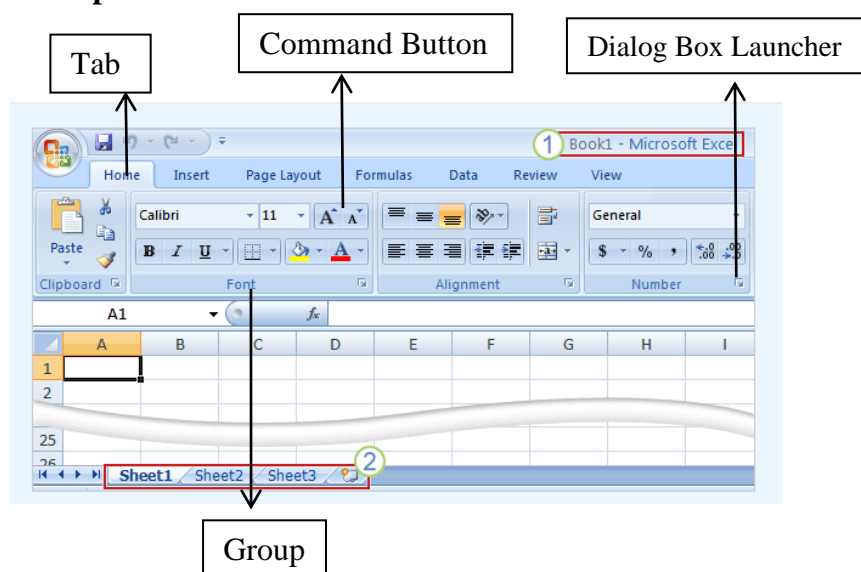 Command Button
Dialog Box Launcher
Tab
1 Book1 - Microsoft Exce
Home Insert Page Layout Formulas Data Review View
Calibri 11 A A General
Paste B I U A a $ % , .0 .00 .00 .0
Clipboard Font Alignment Number
A1 fx
A B C D E F G H I
1
2
25
26
Sheet1 Sheet2 Sheet3 2
Group